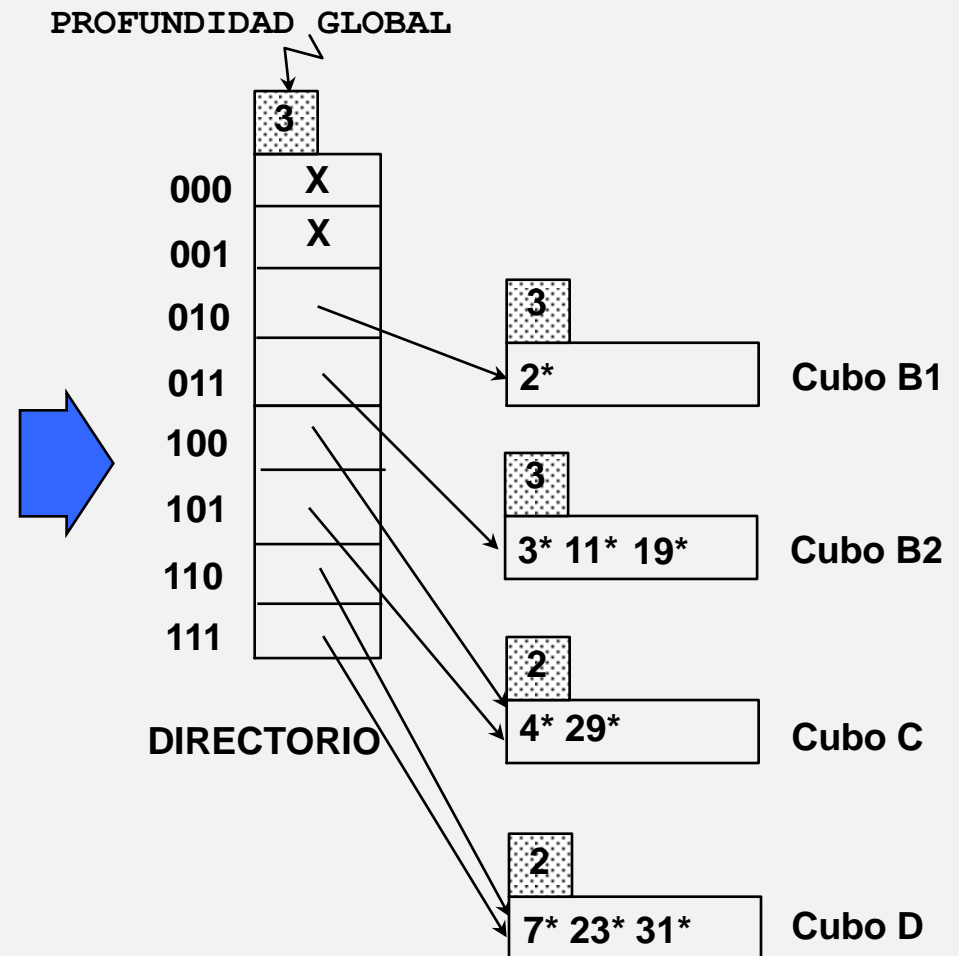 PROFUNDIDAD GLOBAL
3
000 X
001 X
010
011
100
101
110
111
DIRECTORIO
3
2* Cubo B1
3
3* 11* 19* Cubo B2
2
4* 29* Cubo C
2
7* 23* 31* Cubo D